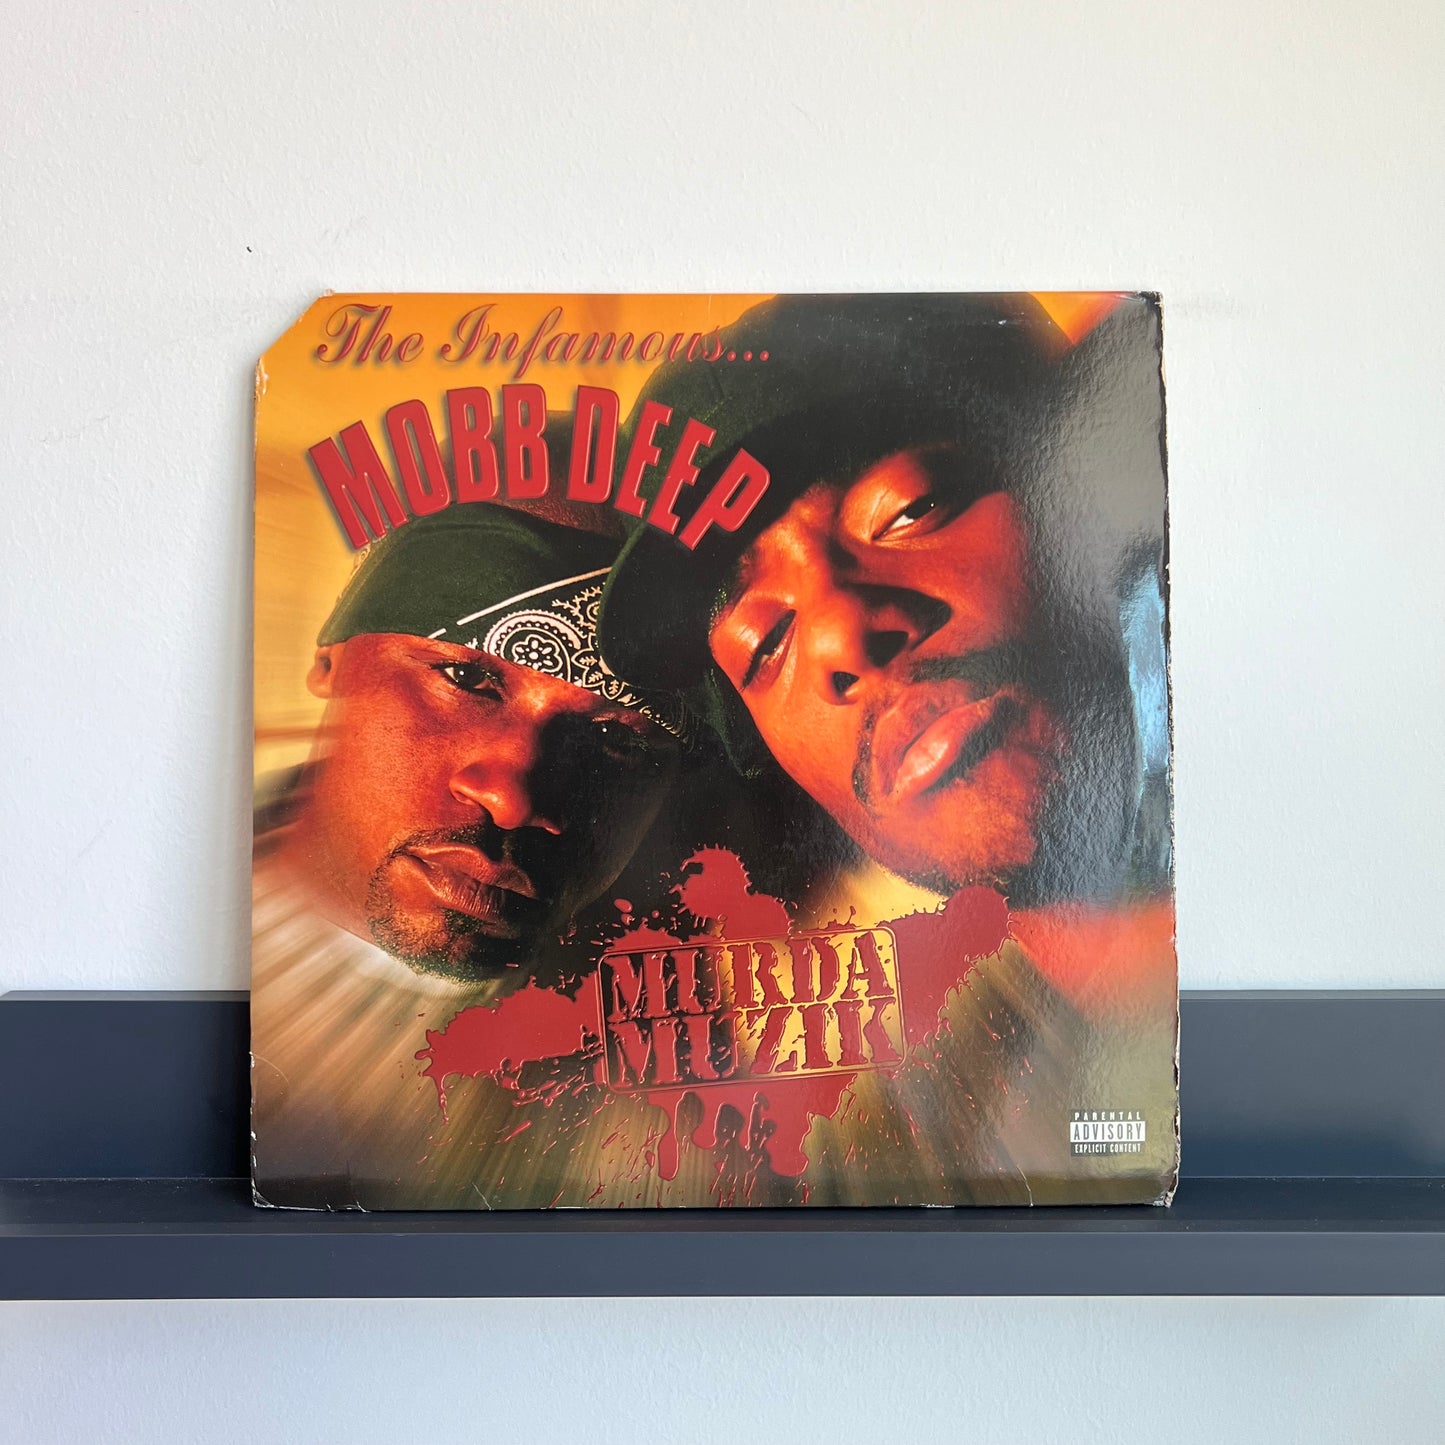 The Infamous...
MOBB DEEP
MURDA
MUZIK
PARENTAL
ADVISORY
EXPLICIT CONTENT